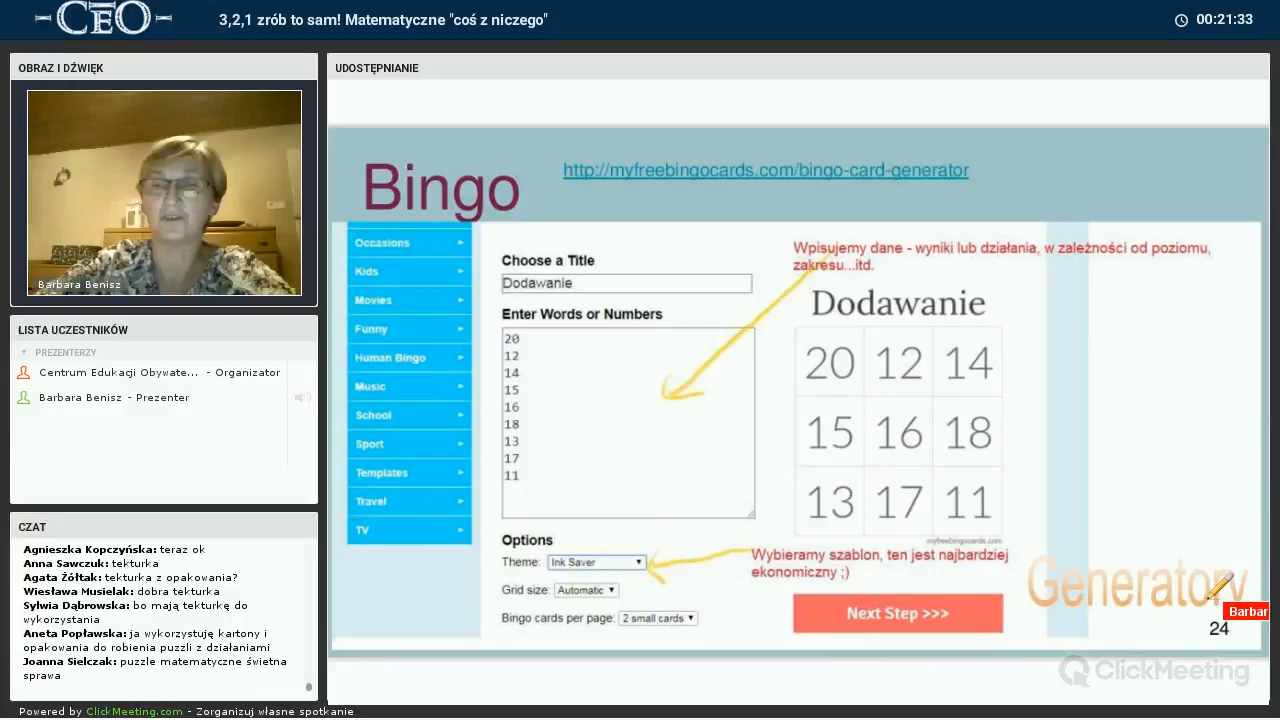 CEO
3,2,1 zrób to sam! Matematyczne "coś z niczego"
00:21:33
OBRAZ I DŹWIĘK
Barbara Benisz
LISTA UCZESTNIKÓW
PREZENTERZY
Centrum Edukacji Obywate... - Organizator
Barbara Benisz - Prezenter
CZAT
Agnieszka Kopczyńska: teraz ok
Anna Sawczuk: tekturka
Agata Żółtak: tekturka z opakowania?
Wiesława Musielak: dobra tekturka
Sylwia Dąbrowska: bo mają tekturkę do
wykorzystania
Aneta Popławska: ja wykorzystuję kartony i
opakowania do robienia puzzli z działaniami
Joanna Sielczak: puzzle matematyczne świetna
sprawa
UDOSTĘPNIANIE
Bingo
http://myfreebingocards.com/bingo-card-generator
Occasions
Kids
Movies
Funny
Human Bingo
Music
School
Sport
Templates
Travel
TV
Choose a Title
Dodawanie
Enter Words or Numbers
20
12
14
15
16
18
13
17
11
Options
Theme: Ink Saver
Grid size: Automatic
Bingo cards per page: 2 small cards
Wpisujemy dane - wyniki lub działania, w zależności od poziomu,
zakresu...itd.
Dodawanie
20 12 14
15 16 18
13 17 11
myfreebingocards.com
Wybieramy szablon, ten jest najbardziej
ekonomiczny ;)
Next Step >>>
Generatory
Barbar
24
ClickMeeting
Powered by ClickMeeting.com - Zorganizuj własne spotkanie